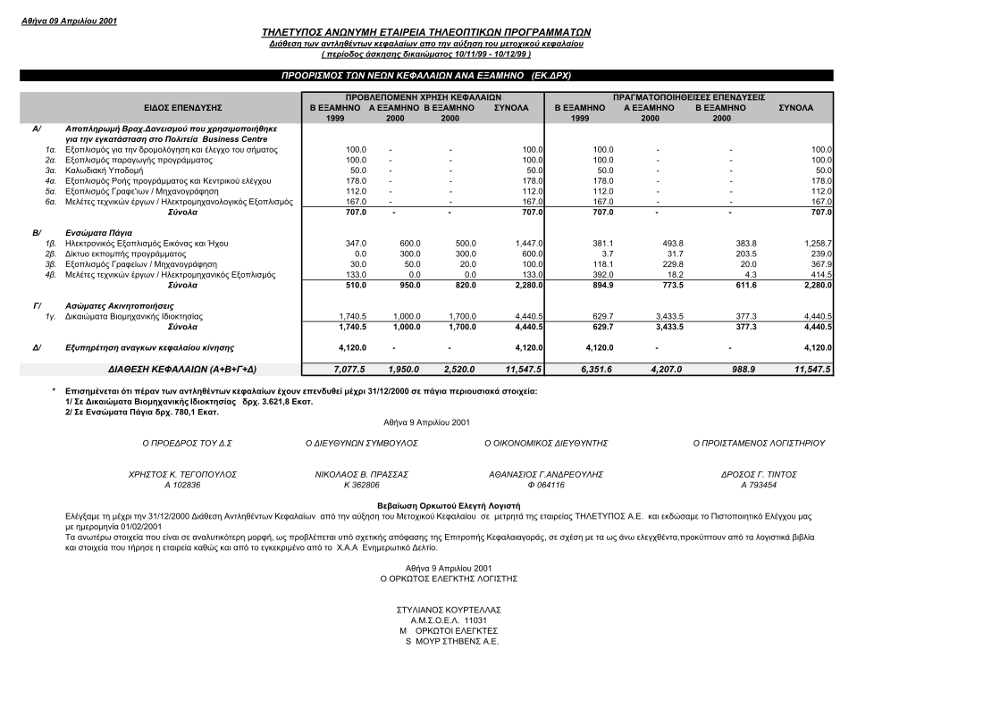 Αθήνα 09 Απριλίου 2001
ΤΗΛΕΤΥΠΟΣ ΑΝΩΝΥΜΗ ΕΤΑΙΡΕΙΑ ΤΗΛΕΟΠΤΙΚΩΝ ΠΡΟΓΡΑΜΜΑΤΩΝ
Διάθεση των αντληθέντων κεφαλαίων απο την αύξηση του μετοχικού κεφαλαίου
( περίοδος άσκησης δικαιώματος 10/11/99 - 10/12/99 )
ΠΡΟΟΡΙΣΜΟΣ ΤΩΝ ΝΕΩΝ ΚΕΦΑΛΑΙΩΝ ΑΝΑ ΕΞΑΜΗΝΟ (ΕΚ.ΔΡΧ)
ΠΡΟΒΛΕΠΟΜΕΝΗ ΧΡΗΣΗ ΚΕΦΑΛΑΙΩΝ ΠΡΑΓΜΑΤΟΠΟΙΗΘΕΙΣΕΣ ΕΠΕΝΔΥΣΕΙΣ
ΕΙΔΟΣ ΕΠΕΝΔΥΣΗΣ Β ΕΞΑΜΗΝΟ Α ΕΞΑΜΗΝΟ Β ΕΞΑΜΗΝΟ ΣΥΝΟΛΑ Β ΕΞΑΜΗΝΟ Α ΕΞΑΜΗΝΟ Β ΕΞΑΜΗΝΟ ΣΥΝΟΛΑ
1999 2000 2000 1999 2000 2000
Α/ Αποπληρωμή Βραχ.Δανεισμού που χρησιμοποιήθηκε
για την εγκατάσταση στο Πολιτεία Business Centre
1α. Εξοπλισμός για την δρομολόγηση και έλεγχο του σήματος 100.0 - - 100.0 100.0 - - 100.0
2α. Εξοπλισμός παραγωγής προγράμματος 100.0 - - 100.0 100.0 - - 100.0
3α. Καλωδιακή Υποδομή 50.0 - - 50.0 50.0 - - 50.0
4α. Εξοπλισμός Ροής προγράμματος και Κεντρικού ελέγχου 178.0 - - 178.0 178.0 - - 178.0
5α. Εξοπλισμός Γραφε'ιων / Μηχανογράφηση 112.0 - - 112.0 112.0 - - 112.0
6α. Μελέτες τεχνικών έργων / Ηλεκτρομηχανολογικός Εξοπλισμός 167.0 - - 167.0 167.0 - - 167.0
Σύνολα 707.0 - - 707.0 707.0 - - 707.0
Β/ Ενσώματα Πάγια
1β. Ηλεκτρονικός Εξοπλισμός Εικόνας και Ήχου 347.0 600.0 500.0 1,447.0 381.1 493.8 383.8 1,258.7
2β. Δίκτυο εκπομπής προγράμματος 0.0 300.0 300.0 600.0 3.7 31.7 203.5 239.0
3β. Εξοπλισμός Γραφείων / Μηχανογράφηση 30.0 50.0 20.0 100.0 118.1 229.8 20.0 367.9
4β. Μελέτες τεχνικών έργων / Ηλεκτρομηχανικός Εξοπλισμός 133.0 0.0 0.0 133.0 392.0 18.2 4.3 414.5
Σύνολα 510.0 950.0 820.0 2,280.0 894.9 773.5 611.6 2,280.0
Γ/ Ασώματες Ακινητοποιήσεις
1γ. Δικαιώματα Βιομηχανικής Ιδιοκτησίας 1,740.5 1,000.0 1,700.0 4,440.5 629.7 3,433.5 377.3 4,440.5
Σύνολα 1,740.5 1,000.0 1,700.0 4,440.5 629.7 3,433.5 377.3 4,440.5
Δ/ Εξυπηρέτηση αναγκων κεφαλαίου κίνησης 4,120.0 - - 4,120.0 4,120.0 - - 4,120.0
ΔΙΑΘΕΣΗ ΚΕΦΑΛΑΙΩΝ (Α+Β+Γ+Δ) 7,077.5 1,950.0 2,520.0 11,547.5 6,351.6 4,207.0 988.9 11,547.5
* Επισημένεται ότι πέραν των αντληθέντων κεφαλαίων έχουν επενδυθεί μέχρι 31/12/2000 σε πάγια περιουσιακά στοιχεία:
1/ Σε Δικαιώματα Βιομηχανικής Ιδιοκτησίας δρχ. 3.621,8 Εκατ.
2/ Σε Ενσώματα Πάγια δρχ. 780,1 Εκατ.
Αθήνα 9 Απριλίου 2001
Ο ΠΡΟΕΔΡΟΣ ΤΟΥ Δ.Σ Ο ΔΙΕΥΘΥΝΩΝ ΣΥΜΒΟΥΛΟΣ Ο ΟΙΚΟΝΟΜΙΚΟΣ ΔΙΕΥΘΥΝΤΗΣ Ο ΠΡΟΙΣΤΑΜΕΝΟΣ ΛΟΓΙΣΤΗΡΙΟΥ
ΧΡΗΣΤΟΣ Κ. ΤΕΓΟΠΟΥΛΟΣ ΝΙΚΟΛΑΟΣ Β. ΠΡΑΣΣΑΣ ΑΘΑΝΑΣΙΟΣ Γ.ΑΝΔΡΕΟΥΛΗΣ ΔΡΟΣΟΣ Γ. ΤΙΝΤΟΣ
Α 102836 Κ 362806 Φ 064116 Α 793454
Βεβαίωση Ορκωτού Ελεγτή Λογιστή
Ελέγξαμε τη μέχρι την 31/12/2000 Διάθεση Αντληθέντων Κεφαλαίων από την αύξηση του Μετοχικού Κεφαλαίου σε μετρητά της εταιρείας ΤΗΛΕΤΥΠΟΣ Α.Ε. και εκδώσαμε το Πιστοποιητικό Ελέγχου μας
με ημερομηνία 01/02/2001
Τα ανωτέρω στοιχεία που είναι σε αναλυτικότερη μορφή, ως προβλέπεται υπό σχετικής απόφασης της Επιτροπής Κεφαλαιαγοράς, σε σχέση με τα ως άνω ελεγχθέντα,προκύπτουν από τα λογιστικά βιβλία
και στοιχεία που τήρησε η εταιρεία καθώς και από το εγκεκριμένο από το Χ.Α.Α Ενημερωτικό Δελτίο.
Αθήνα 9 Απριλίου 2001
Ο ΟΡΚΩΤΟΣ ΕΛΕΓΚΤΗΣ ΛΟΓΙΣΤΗΣ
ΣΤΥΛΙΑΝΟΣ ΚΟΥΡΤΕΛΛΑΣ
Α.Μ.Σ.Ο.Ε.Λ. 11031
M ΟΡΚΩΤΟΙ ΕΛΕΓΚΤΕΣ
S ΜΟΥΡ ΣΤΗΒΕΝΣ Α.Ε.